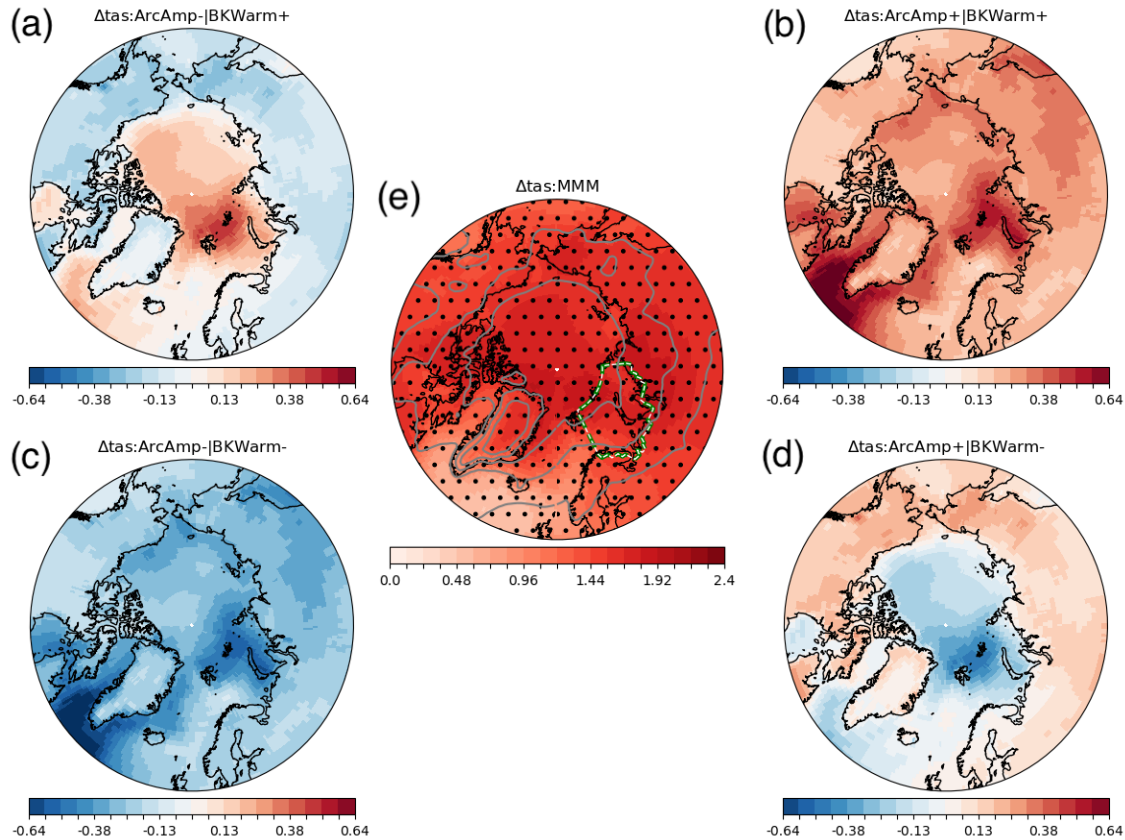 (a)
Δtas:ArcAmp-|BKWarm+
-0.64 -0.38 -0.13 0.13 0.38 0.64
(b)
Δtas:ArcAmp+|BKWarm+
-0.64 -0.38 -0.13 0.13 0.38 0.64
(e)
Δtas:MMM
0.0 0.48 0.96 1.44 1.92 2.4
(c)
Δtas:ArcAmp-|BKWarm-
-0.64 -0.38 -0.13 0.13 0.38 0.64
(d)
Δtas:ArcAmp+|BKWarm-
-0.64 -0.38 -0.13 0.13 0.38 0.64